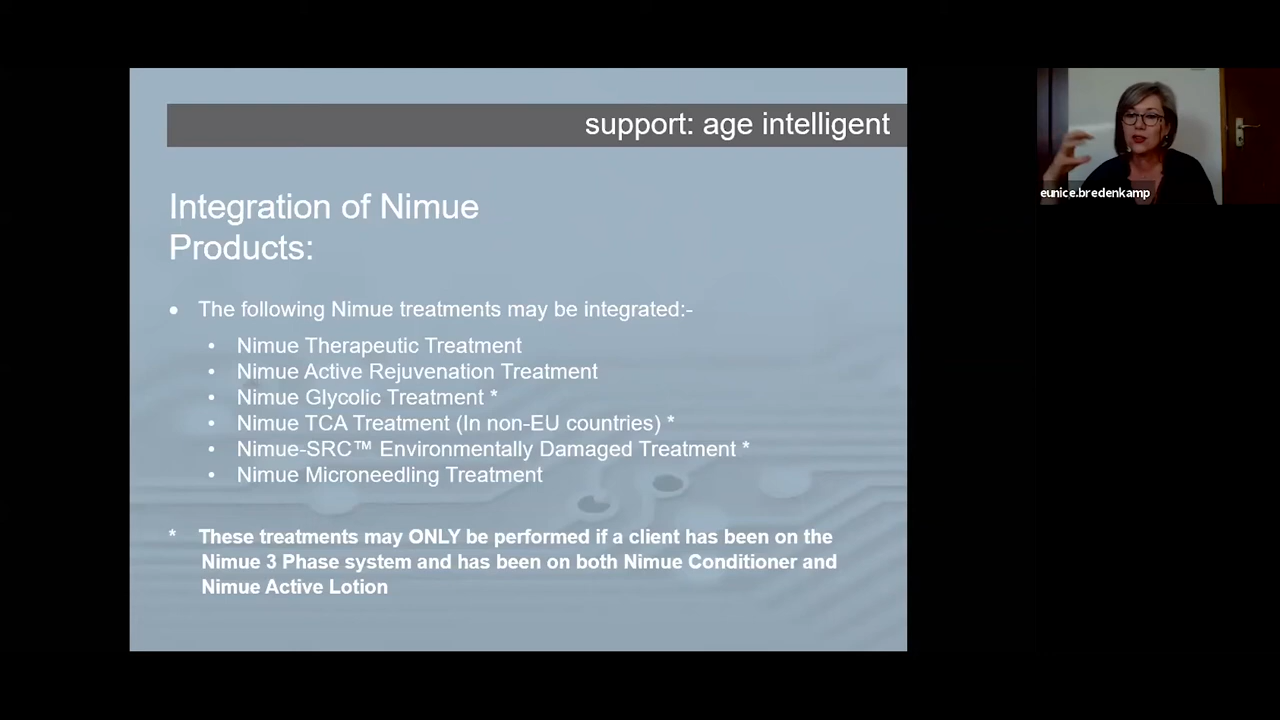 support: age intelligent
Integration of Nimue
Products:
• The following Nimue treatments may be integrated:-
• Nimue Therapeutic Treatment
• Nimue Active Rejuvenation Treatment
• Nimue Glycolic Treatment *
• Nimue TCA Treatment (In non-EU countries) *
• Nimue-SRC™ Environmentally Damaged Treatment *
• Nimue Microneedling Treatment
* These treatments may ONLY be performed if a client has been on the
Nimue 3 Phase system and has been on both Nimue Conditioner and
Nimue Active Lotion
eunice.bredenkamp